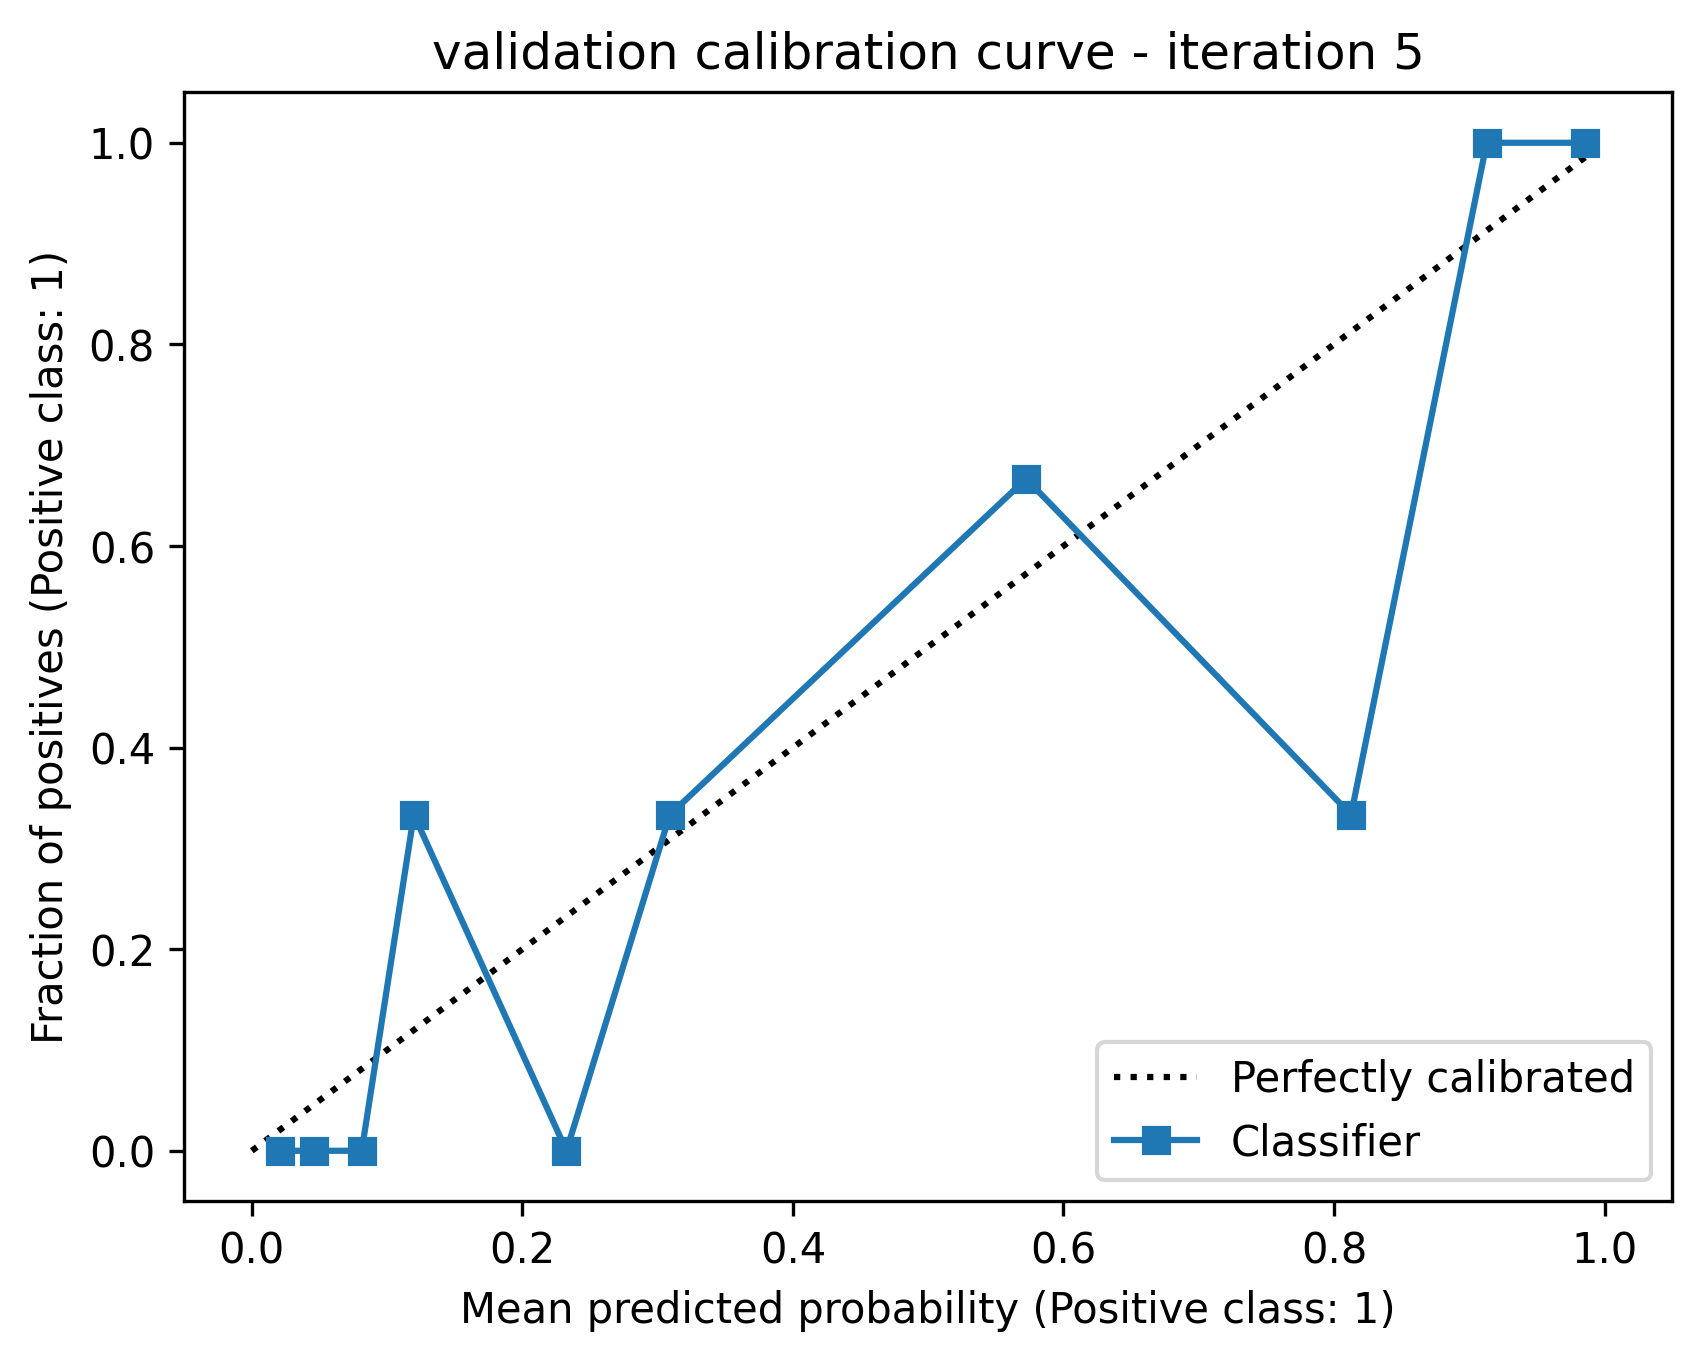 validation calibration curve - iteration 5
Fraction of positives (Positive class: 1)
1.0
0.8
0.6
0.4
0.2
0.0
Perfectly calibrated
Classifier
0.0 0.2 0.4 0.6 0.8 1.0
Mean predicted probability (Positive class: 1)